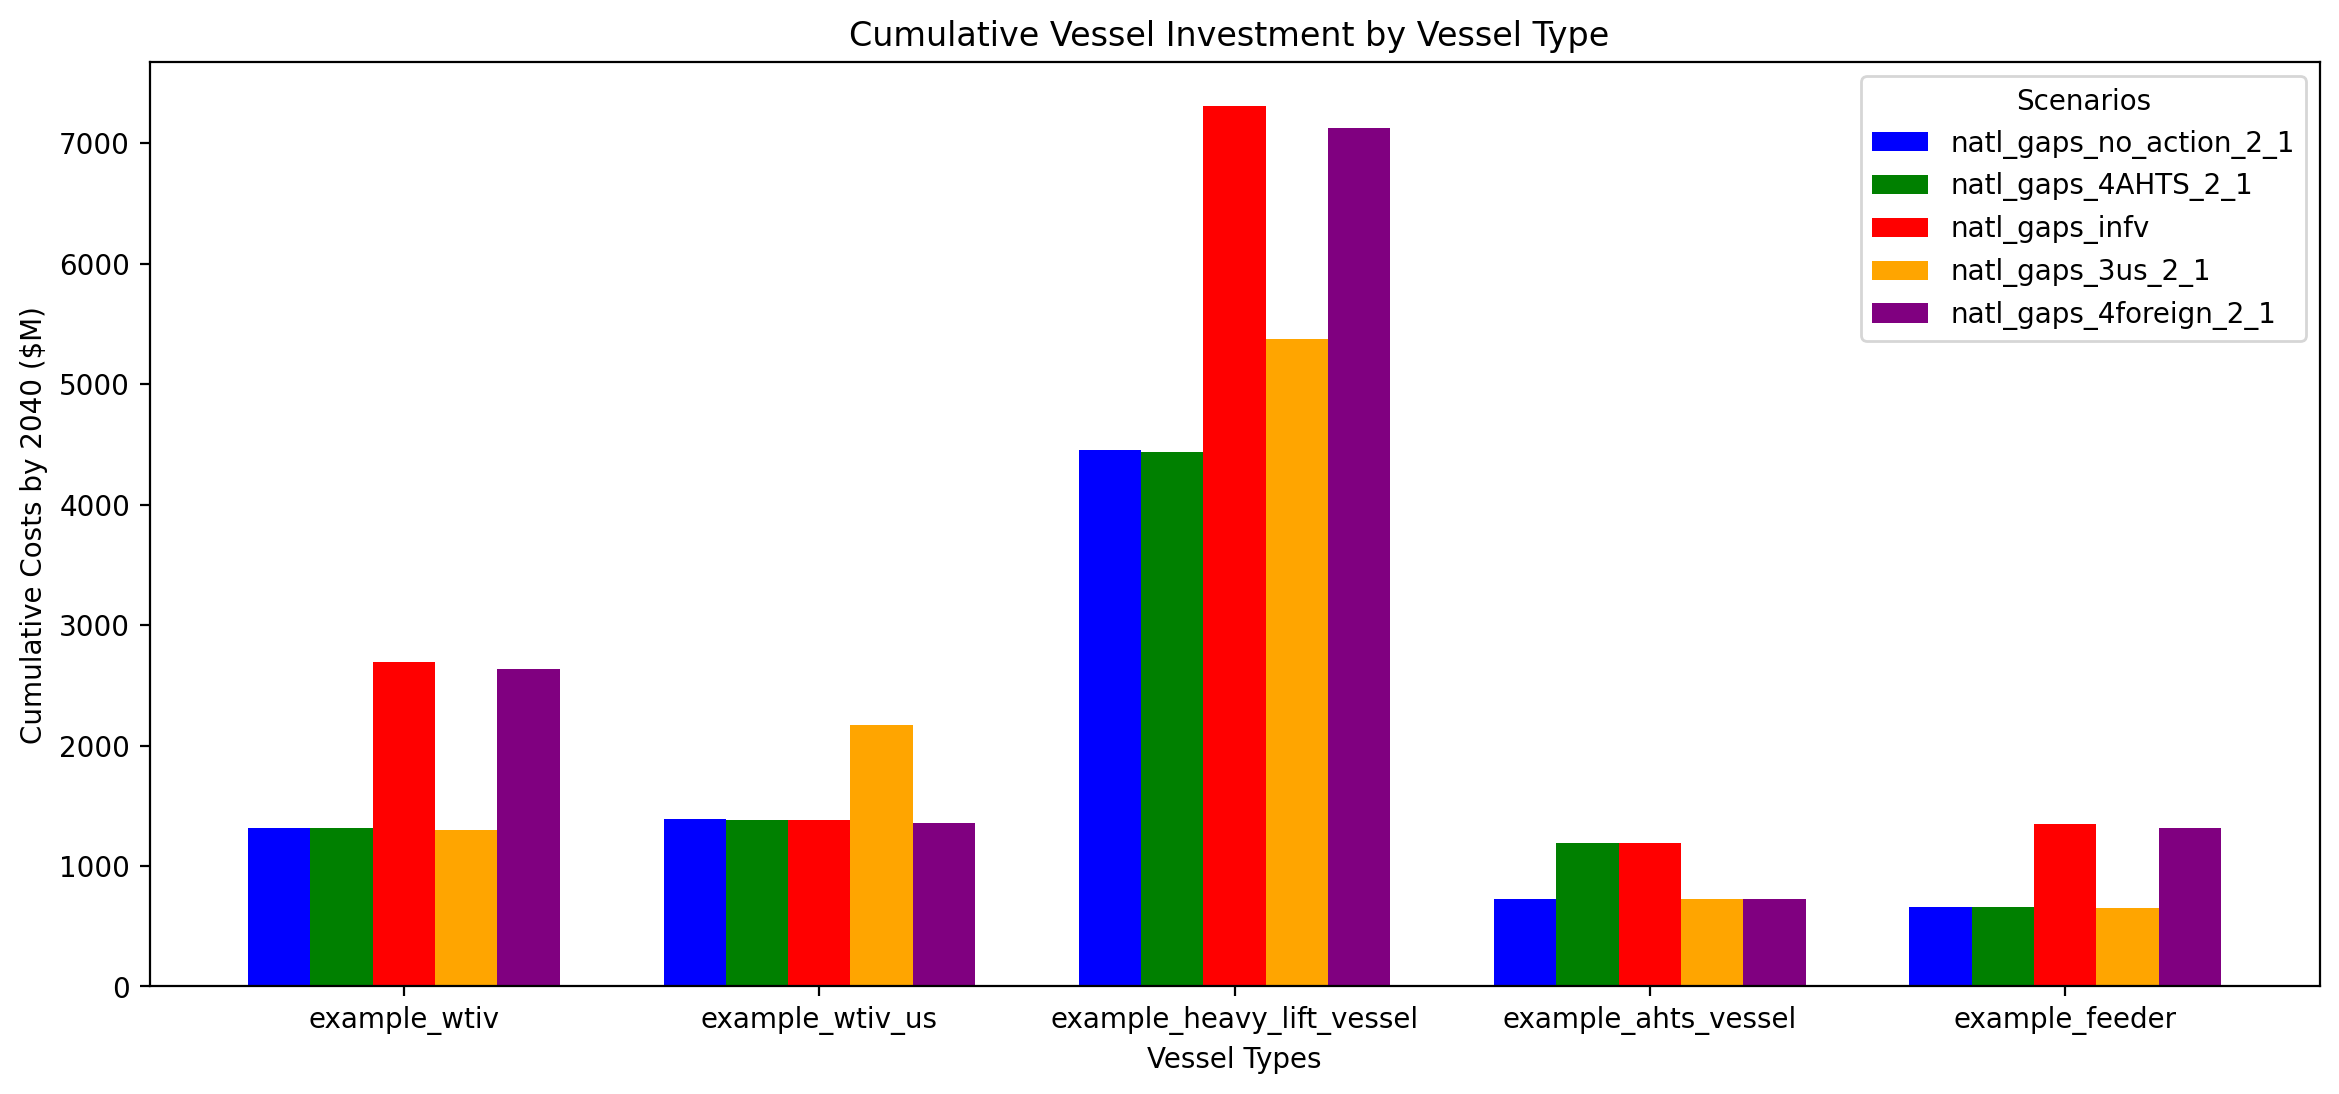 Cumulative Vessel Investment by Vessel Type
Scenarios
natl_gaps_no_action_2_1
natl_gaps_4AHTS_2_1
natl_gaps_infv
natl_gaps_3us_2_1
natl_gaps_4foreign_2_1
Cumulative Costs by 2040 ($M)
7000
6000
5000
4000
3000
2000
1000
0
example_wtiv
example_wtiv_us
example_heavy_lift_vessel
example_ahts_vessel
example_feeder
Vessel Types